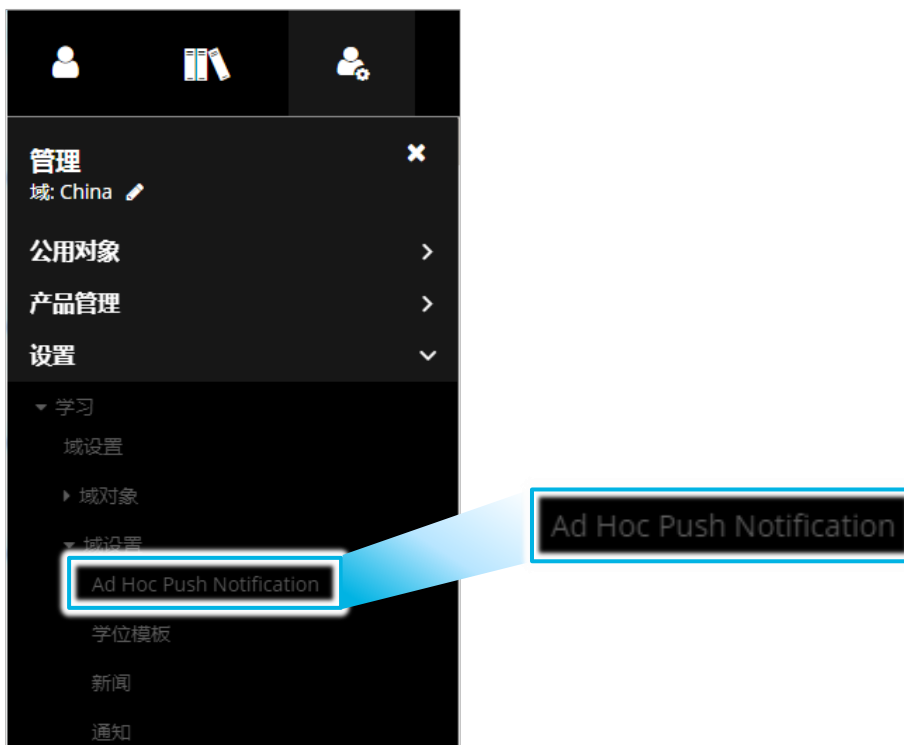 管理
域: China
公用对象
产品管理
设置
学习
域设置
域对象
域设置
Ad Hoc Push Notification
Ad Hoc Push Notification
学位模板
新闻
通知